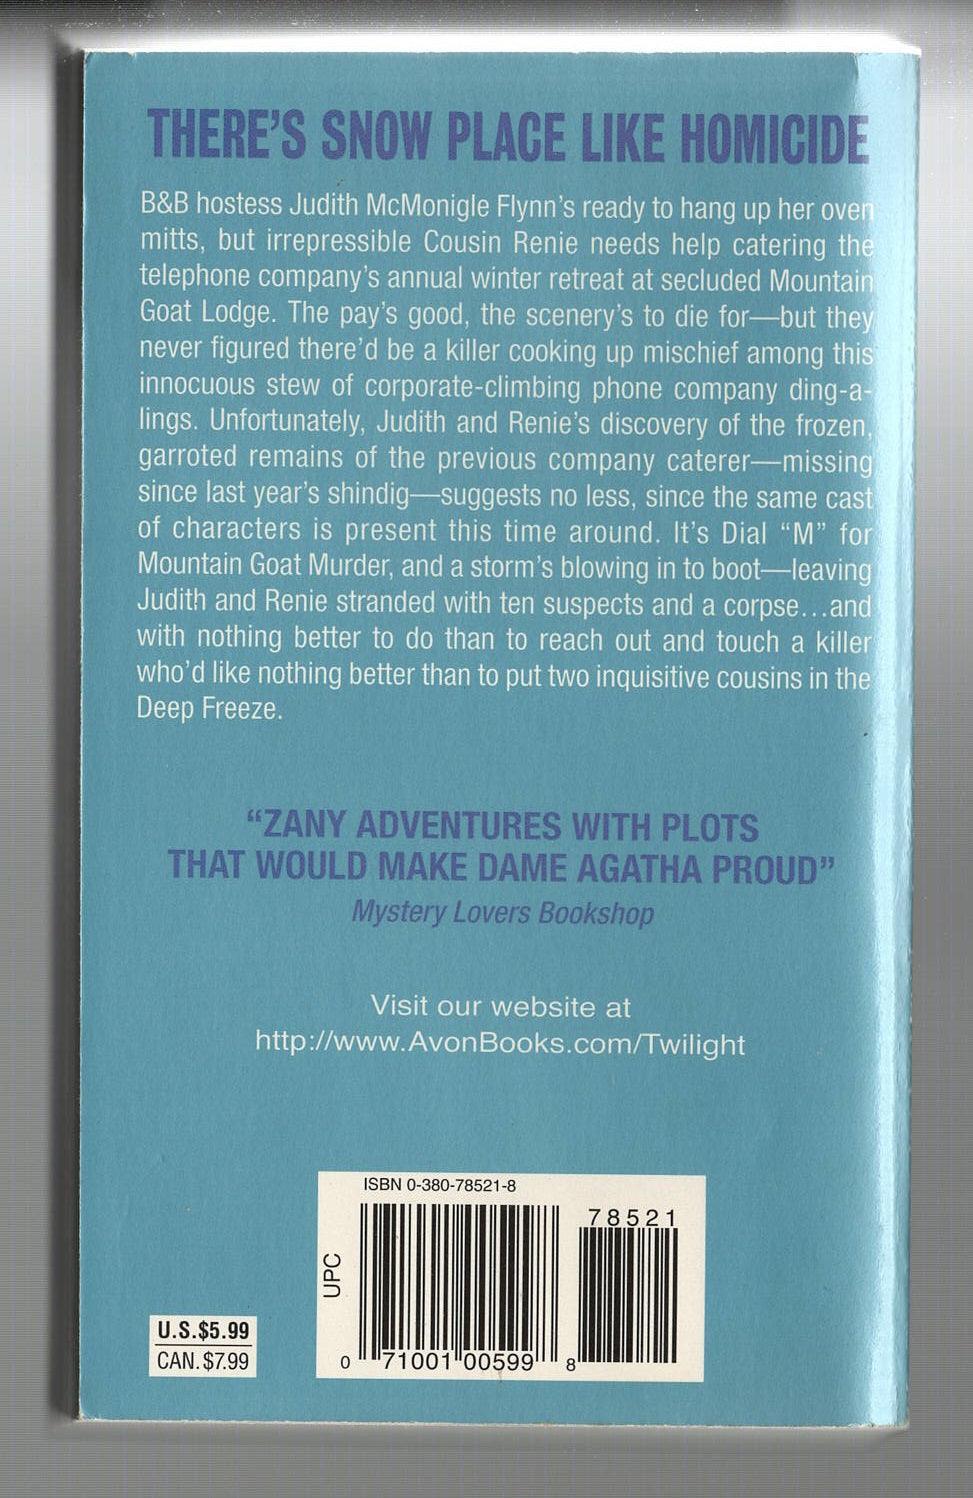 THERE'S SNOW PLACE LIKE HOMICIDE
B&B hostess Judith McMonigle Flynn's ready to hang up her oven
mitts, but irrepressible Cousin Renie needs help catering the
telephone company's annual winter retreat at secluded Mountain
Goat Lodge. The pay's good, the scenery's to die for—but they
never figured there'd be a killer cooking up mischief among this
innocuous stew of corporate-climbing phone company ding-a-
lings. Unfortunately, Judith and Renie's discovery of the frozen,
garroted remains of the previous company caterer—missing
since last year's shindig—suggests no less, since the same cast
of characters is present this time around. It's Dial “M” for
Mountain Goat Murder, and a storm's blowing in to boot—leaving
Judith and Renie stranded with ten suspects and a corpse...and
with nothing better to do than to reach out and touch a killer
who'd like nothing better than to put two inquisitive cousins in the
Deep Freeze.
“ZANY ADVENTURES WITH PLOTS
THAT WOULD MAKE DAME AGATHA PROUD”
Mystery Lovers Bookshop
Visit our website at
http://www.AvonBooks.com/Twilight
ISBN 0-380-78521-8
78521
UPC
0 71001 00599 8
U.S.$5.99
CAN.$7.99